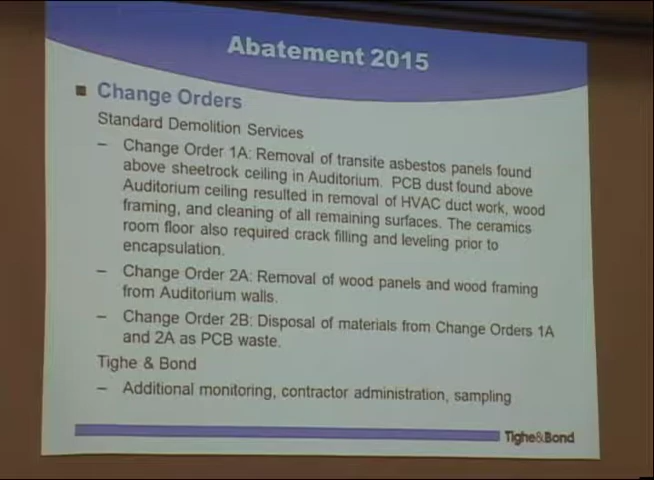 Abatement 2015
Change Orders
Standard Demolition Services
– Change Order 1A: Removal of transite asbestos panels found
above sheetrock ceiling in Auditorium. PCB dust found above
Auditorium ceiling resulted in removal of HVAC duct work, wood
framing, and cleaning of all remaining surfaces. The ceramics
room floor also required crack filling and leveling prior to
encapsulation.
– Change Order 2A: Removal of wood panels and wood framing
from Auditorium walls.
– Change Order 2B: Disposal of materials from Change Orders 1A
and 2A as PCB waste.
Tighe & Bond
– Additional monitoring, contractor administration, sampling
Tighe&Bond